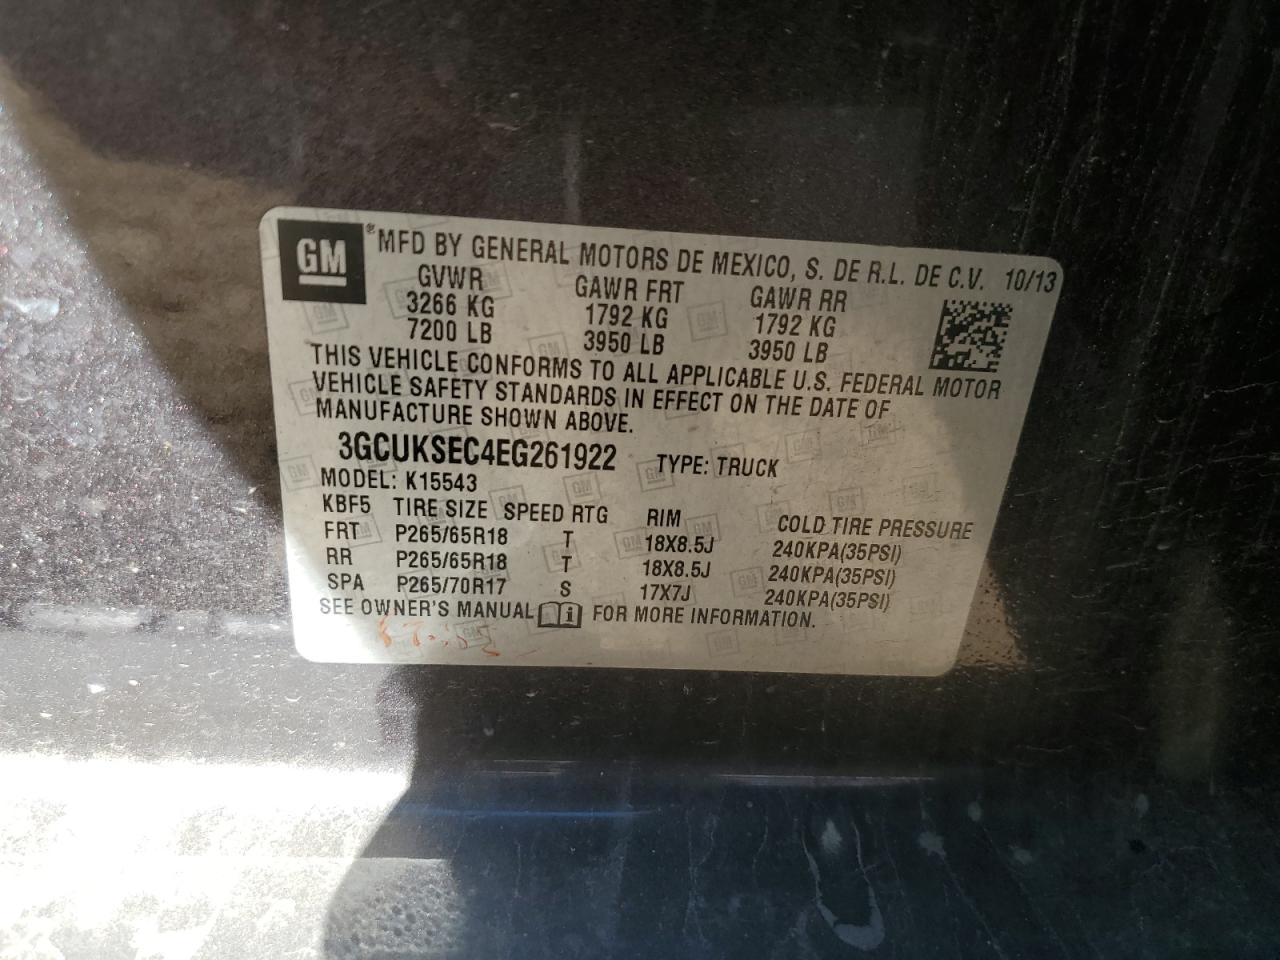 GM ® MFD BY GENERAL MOTORS DE MEXICO, S. DE R.L. DE C.V. 10/13
GVWR GAWR FRT GAWR RR
3266 KG 1792 KG 1792 KG
7200 LB 3950 LB 3950 LB
THIS VEHICLE CONFORMS TO ALL APPLICABLE U.S. FEDERAL MOTOR
VEHICLE SAFETY STANDARDS IN EFFECT ON THE DATE OF
MANUFACTURE SHOWN ABOVE.
3GCUKSEC4EG261922 TYPE: TRUCK
MODEL: K15543
KBF5 TIRE SIZE SPEED RTG RIM COLD TIRE PRESSURE
FRT P265/65R18 T 18X8.5J 240KPA(35PSI)
RR P265/65R18 T 18X8.5J 240KPA(35PSI)
SPA P265/70R17 S 17X7J 240KPA(35PSI)
SEE OWNER'S MANUAL FOR MORE INFORMATION.